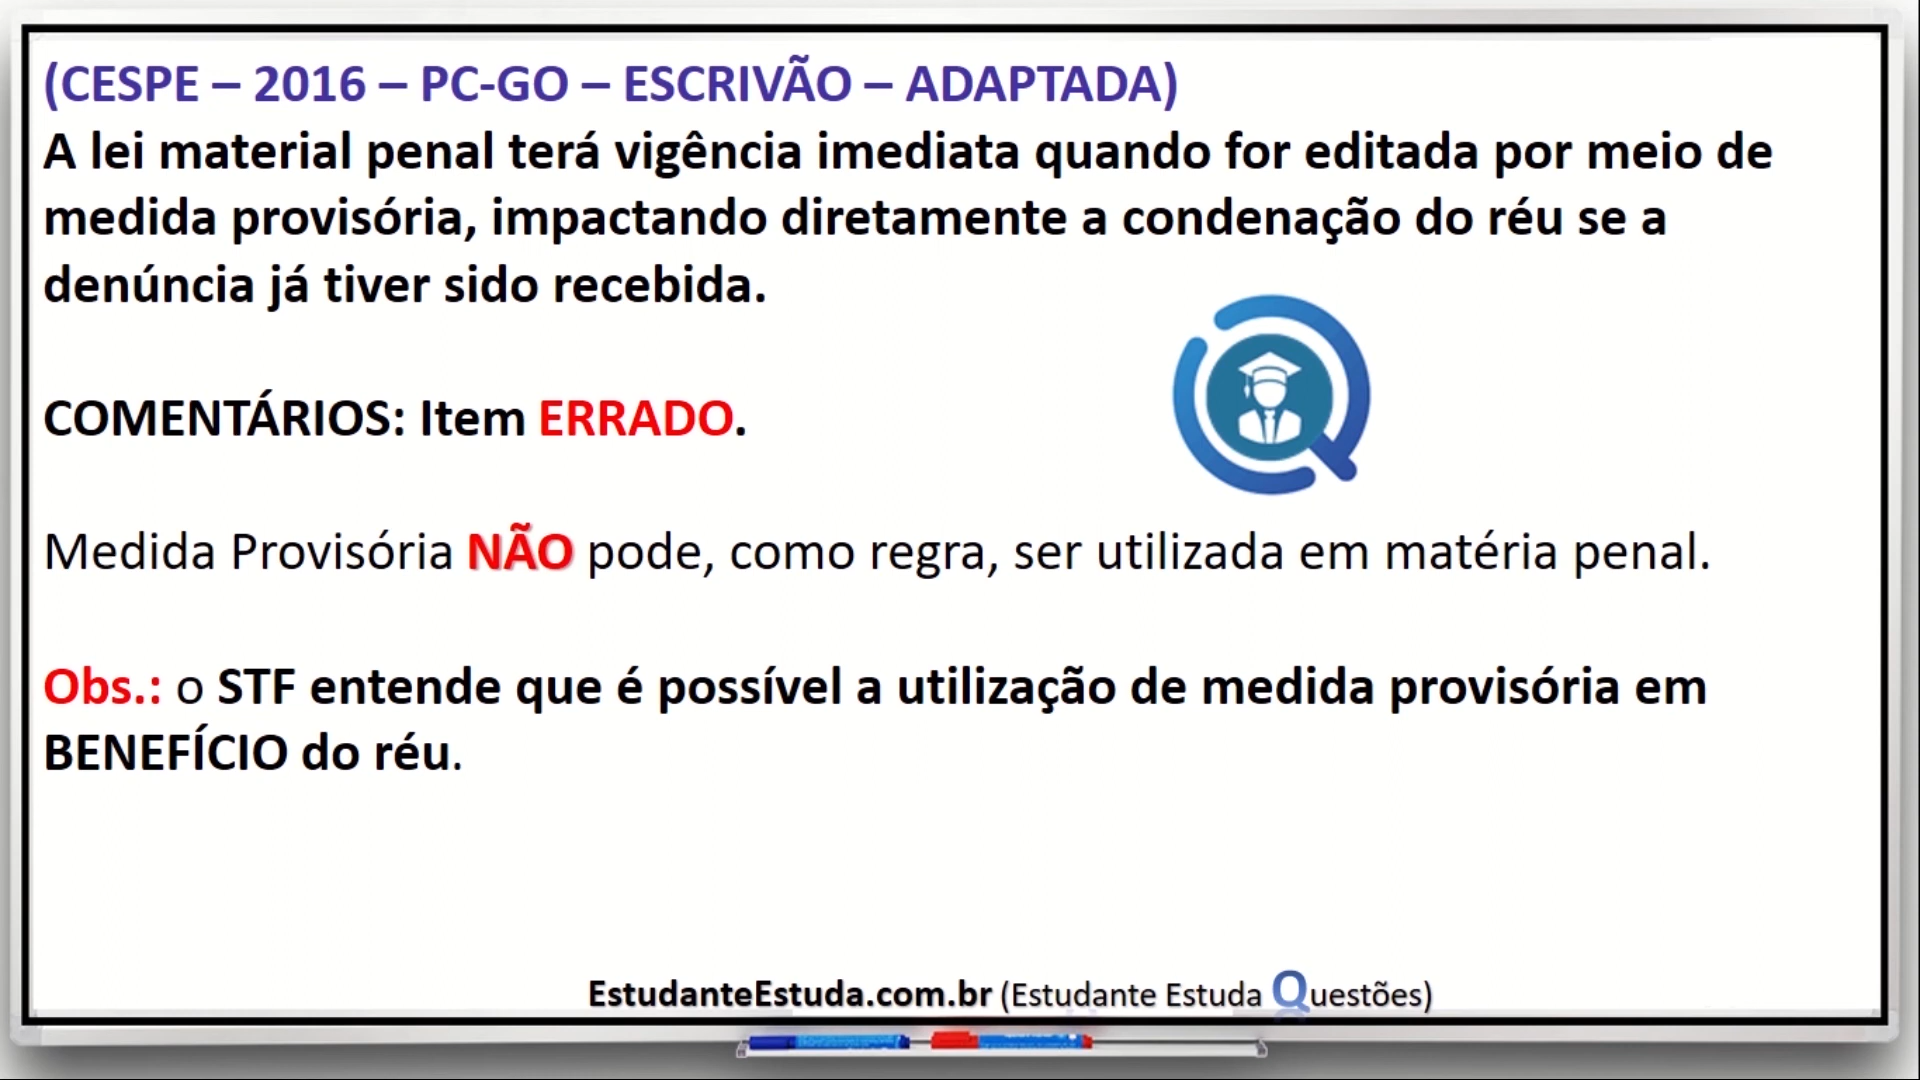 (CESPE – 2016 – PC-GO – ESCRIVÃO – ADAPTADA)
A lei material penal terá vigência imediata quando for editada por meio de
medida provisória, impactando diretamente a condenação do réu se a
denúncia já tiver sido recebida.
COMENTÁRIOS: Item ERRADO.
Medida Provisória NÃO pode, como regra, ser utilizada em matéria penal.
Obs.: o STF entende que é possível a utilização de medida provisória em
BENEFÍCIO do réu.
EstudanteEstuda.com.br (Estudante Estuda Questões)